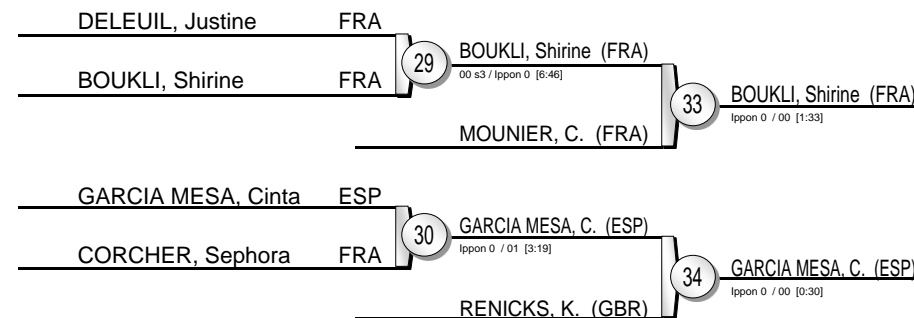 DELEUIL, Justine FRA
BOUKLI, Shirine FRA
29
BOUKLI, Shirine (FRA)
00 s3 / Ippon 0 [6:46]
MOUNIER, C. (FRA)
33
BOUKLI, Shirine (FRA)
Ippon 0 / 00 [1:33]
GARCIA MESA, Cinta ESP
CORCHER, Sephora FRA
30
GARCIA MESA, C. (ESP)
Ippon 0 / 01 [3:19]
RENICKS, K. (GBR)
34
GARCIA MESA, C. (ESP)
Ippon 0 / 00 [0:30]